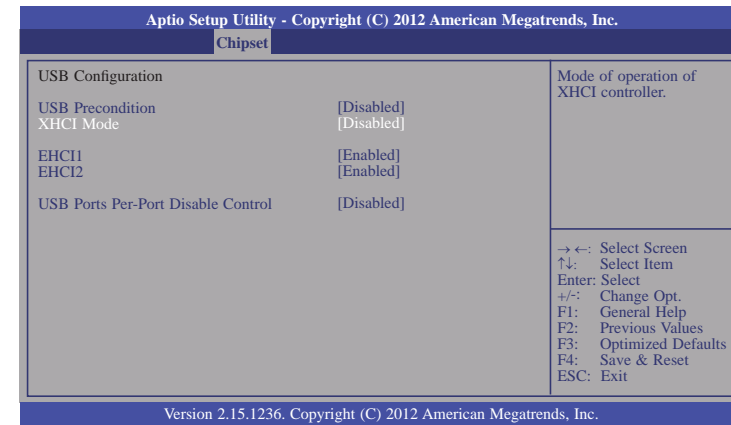 Aptio Setup Utility - Copyright (C) 2012 American Megatrends, Inc.
Chipset
USB Configuration
USB Precondition [Disabled]
XHCI Mode [Disabled]
EHCI1 [Enabled]
EHCI2 [Enabled]
USB Ports Per-Port Disable Control [Disabled]
Mode of operation of
XHCI controller.
→←: Select Screen
↑↓: Select Item
Enter: Select
+/-: Change Opt.
F1: General Help
F2: Previous Values
F3: Optimized Defaults
F4: Save & Reset
ESC: Exit
Version 2.15.1236. Copyright (C) 2012 American Megatrends, Inc.